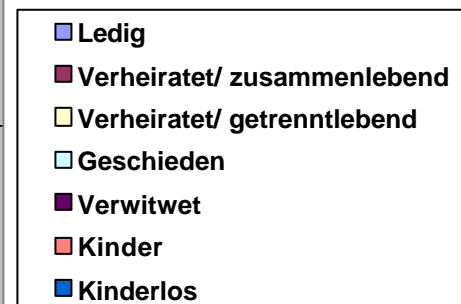 Ledig
Verheiratet/ zusammenlebend
Verheiratet/ getrenntlebend
Geschieden
Verwitwet
Kinder
Kinderlos